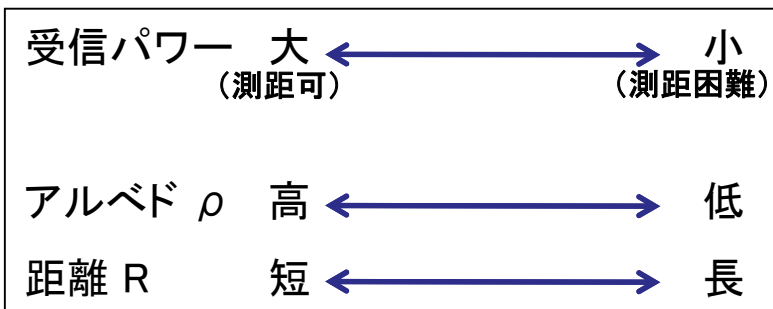 受信パワー 大 小
(測距可) (測距困難)
アルベド ρ 高 低
距離 R 短 長